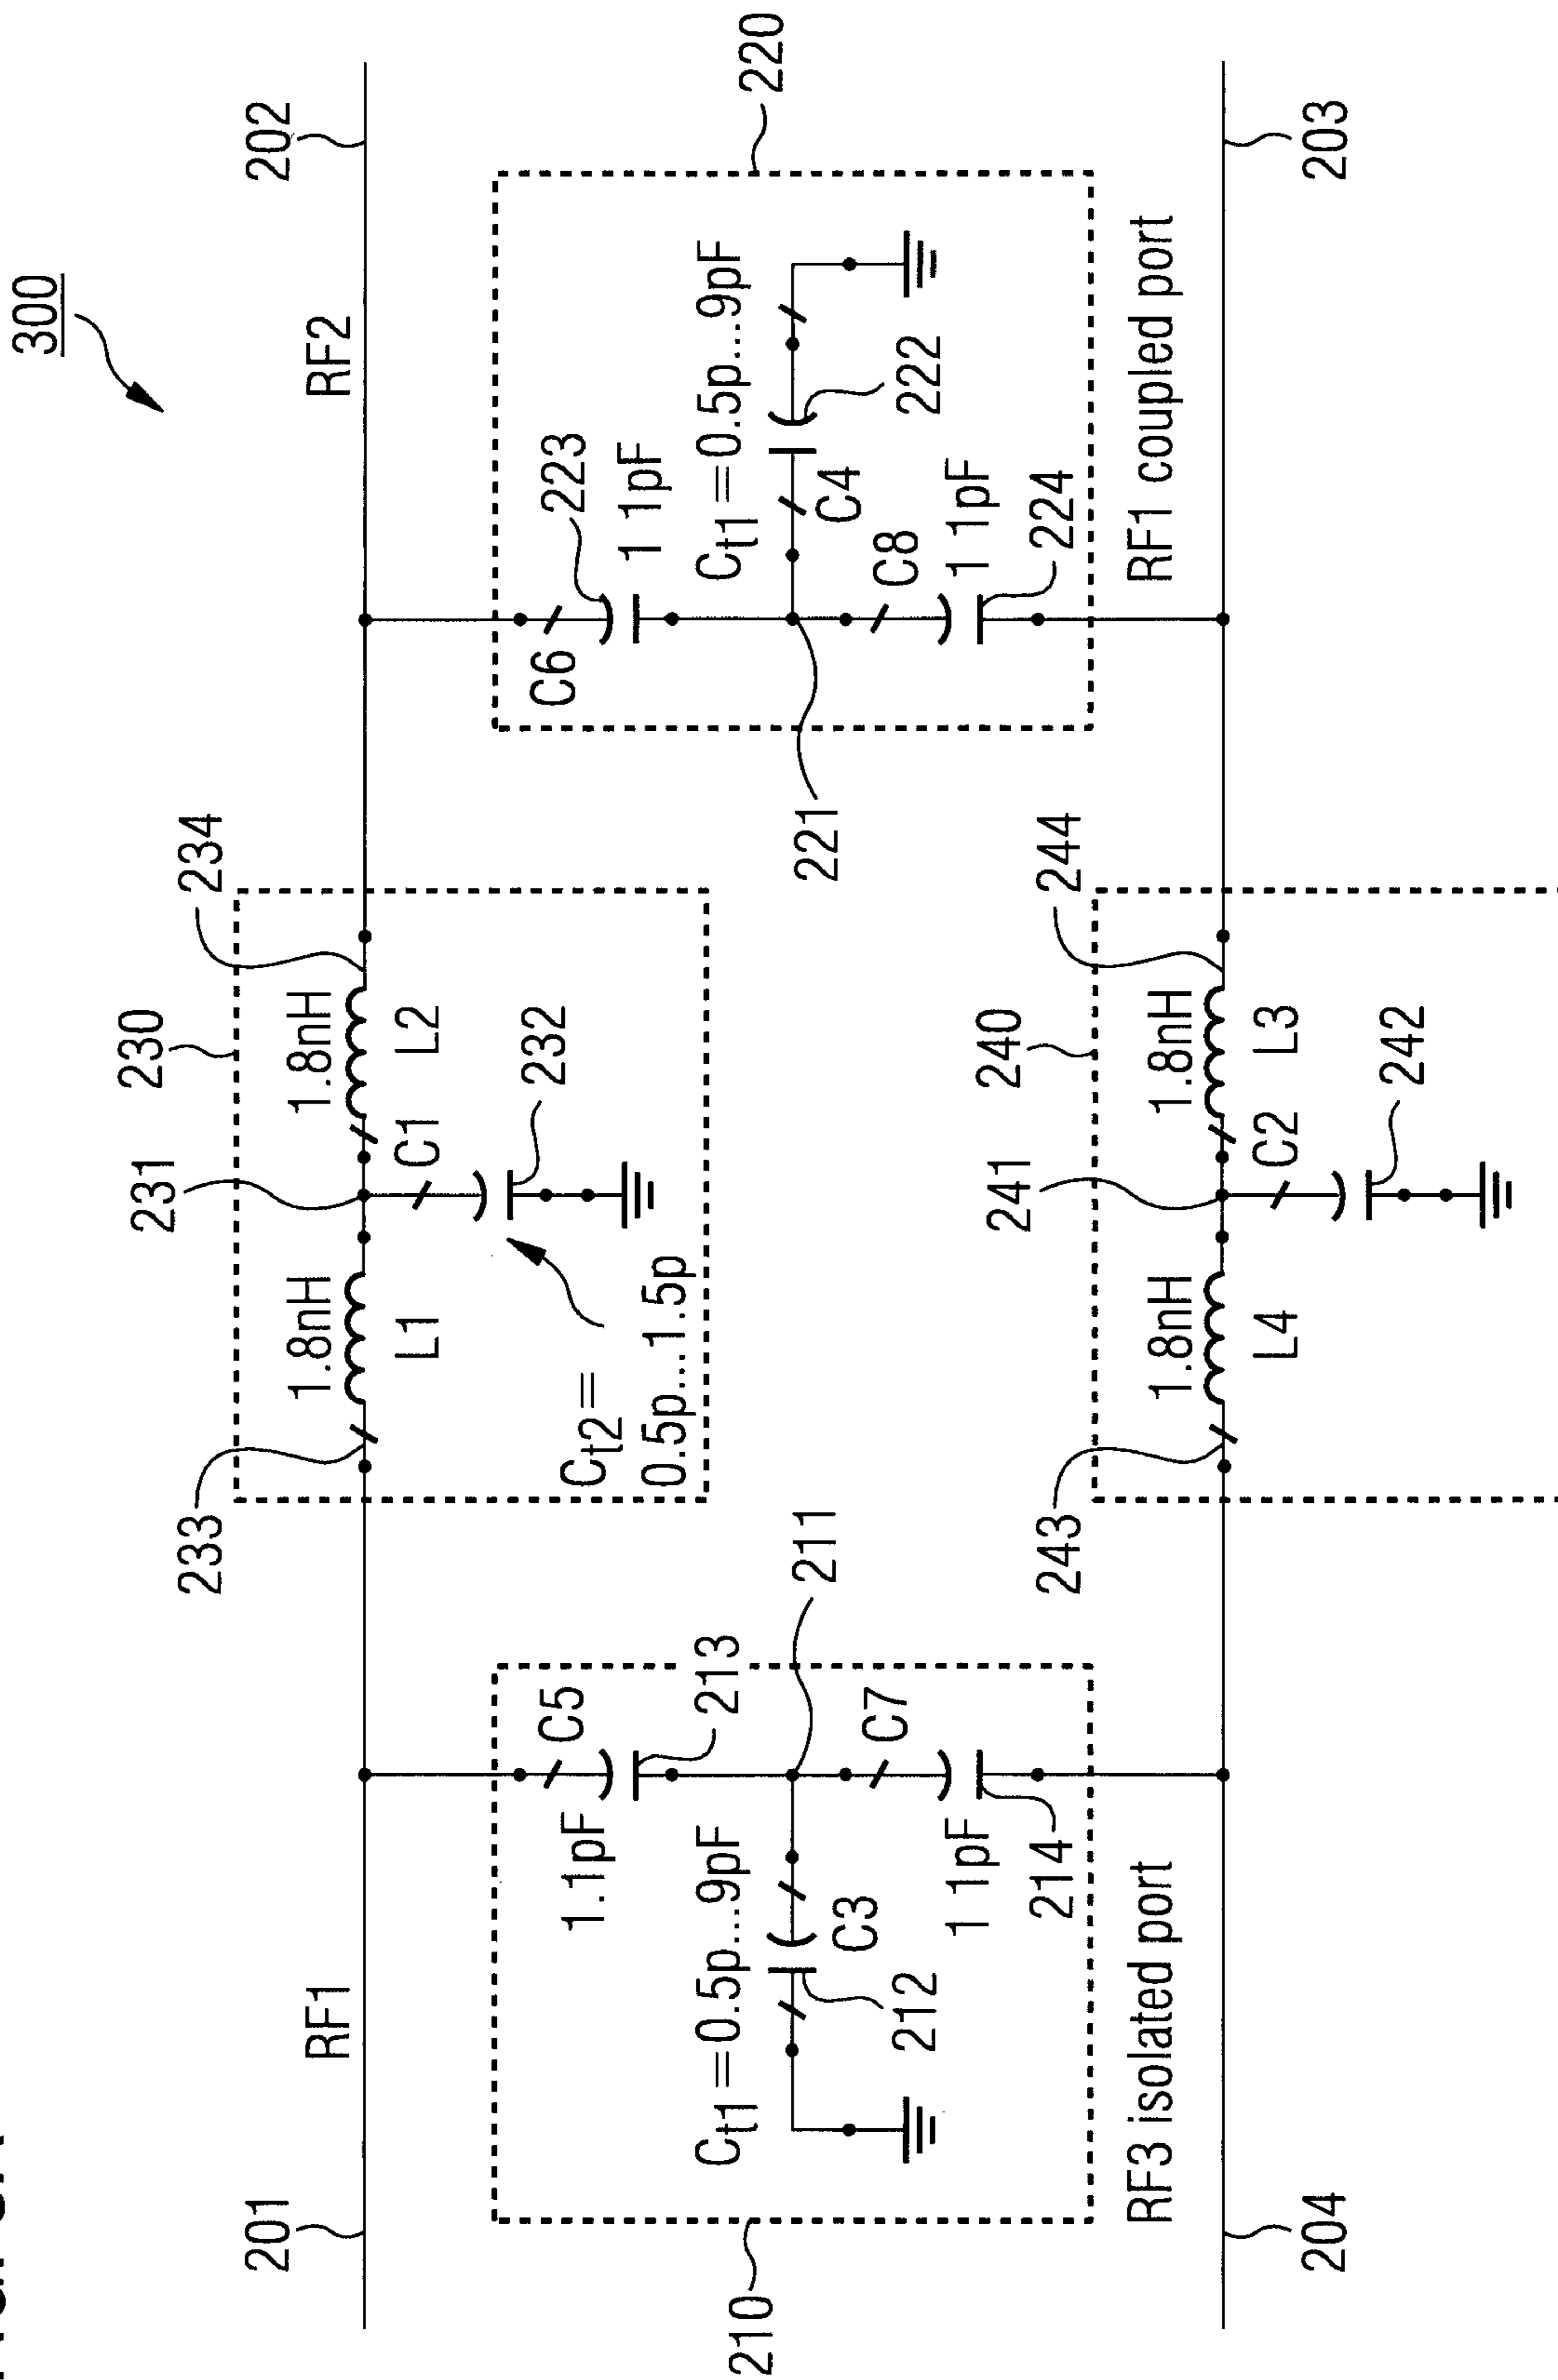 300
201
RF1
RF2
202
233
1.8nH
L1
231
C1
230
1.8nH
L2
234
232
Ct2=
0.5p...1.5p
210
C5
1.1pF
213
211
Ct1=0.5p...9pF
C3
212
C7
1 1pF
214
RF3 isolated port
204
220
C6
223
1 1pF
221
Ct1=0.5p...9pF
C4
222
C8
1 1pF
224
RF1 coupled port
203
243
1.8nH
L4
241
C2
240
1.8nH
L3
244
242